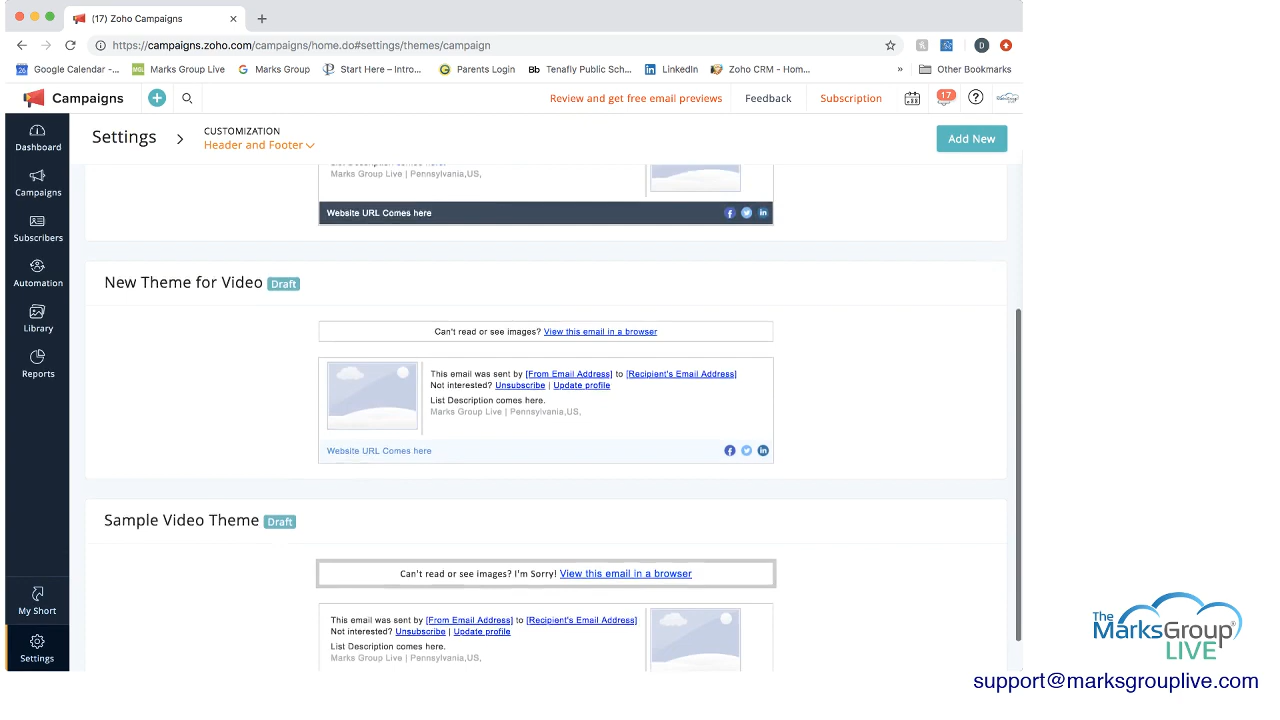 (17) Zoho Campaigns
https://campaigns.zoho.com/campaigns/home.do#settings/themes/campaign
D
26 Google Calendar -... MGL Marks Group Live G Marks Group Start Here – Intro... G Parents Login Bb Tenafly Public Sch... in LinkedIn Zoho CRM - Hom... » Other Bookmarks
Campaigns Review and get free email previews Feedback Subscription 17
Settings > CUSTOMIZATION
Header and Footer
Add New
Dashboard
Campaigns
Subscribers
Automation
Library
Reports
My Short
Settings
List Description comes here.
Marks Group Live | Pennsylvania,US,
Website URL Comes here
New Theme for Video Draft
Can't read or see images? View this email in a browser
This email was sent by [From Email Address] to [Recipient's Email Address]
Not interested? Unsubscribe | Update profile
List Description comes here.
Marks Group Live | Pennsylvania,US,
Website URL Comes here
Sample Video Theme Draft
Can't read or see images? I'm Sorry! View this email in a browser
This email was sent by [From Email Address] to [Recipient's Email Address]
Not interested? Unsubscribe | Update profile
List Description comes here.
Marks Group Live | Pennsylvania,US,
The
MarksGroup®
LIVE
support@marksgrouplive.com